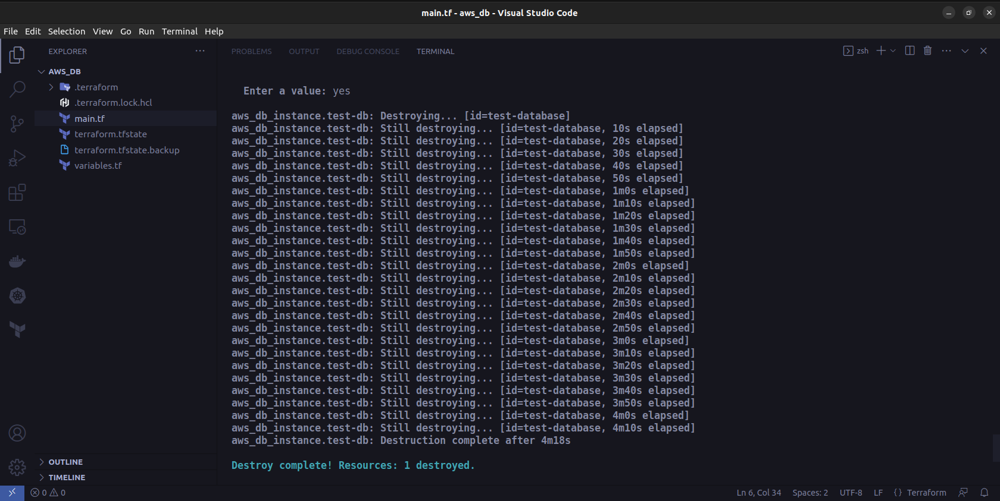 main.tf - aws_db - Visual Studio Code
File Edit Selection View Go Run Terminal Help
EXPLORER
AWS_DB
.terraform
.terraform.lock.hcl
main.tf
terraform.tfstate
terraform.tfstate.backup
variables.tf
OUTLINE
TIMELINE
PROBLEMS OUTPUT DEBUG CONSOLE TERMINAL
zsh
Enter a value: yes
aws_db_instance.test-db: Destroying... [id=test-database]
aws_db_instance.test-db: Still destroying... [id=test-database, 10s elapsed]
aws_db_instance.test-db: Still destroying... [id=test-database, 20s elapsed]
aws_db_instance.test-db: Still destroying... [id=test-database, 30s elapsed]
aws_db_instance.test-db: Still destroying... [id=test-database, 40s elapsed]
aws_db_instance.test-db: Still destroying... [id=test-database, 50s elapsed]
aws_db_instance.test-db: Still destroying... [id=test-database, 1m0s elapsed]
aws_db_instance.test-db: Still destroying... [id=test-database, 1m10s elapsed]
aws_db_instance.test-db: Still destroying... [id=test-database, 1m20s elapsed]
aws_db_instance.test-db: Still destroying... [id=test-database, 1m30s elapsed]
aws_db_instance.test-db: Still destroying... [id=test-database, 1m40s elapsed]
aws_db_instance.test-db: Still destroying... [id=test-database, 1m50s elapsed]
aws_db_instance.test-db: Still destroying... [id=test-database, 2m0s elapsed]
aws_db_instance.test-db: Still destroying... [id=test-database, 2m10s elapsed]
aws_db_instance.test-db: Still destroying... [id=test-database, 2m20s elapsed]
aws_db_instance.test-db: Still destroying... [id=test-database, 2m30s elapsed]
aws_db_instance.test-db: Still destroying... [id=test-database, 2m40s elapsed]
aws_db_instance.test-db: Still destroying... [id=test-database, 2m50s elapsed]
aws_db_instance.test-db: Still destroying... [id=test-database, 3m0s elapsed]
aws_db_instance.test-db: Still destroying... [id=test-database, 3m10s elapsed]
aws_db_instance.test-db: Still destroying... [id=test-database, 3m20s elapsed]
aws_db_instance.test-db: Still destroying... [id=test-database, 3m30s elapsed]
aws_db_instance.test-db: Still destroying... [id=test-database, 3m40s elapsed]
aws_db_instance.test-db: Still destroying... [id=test-database, 3m50s elapsed]
aws_db_instance.test-db: Still destroying... [id=test-database, 4m0s elapsed]
aws_db_instance.test-db: Still destroying... [id=test-database, 4m10s elapsed]
aws_db_instance.test-db: Destruction complete after 4m18s
Destroy complete! Resources: 1 destroyed.
0 0
Ln 6, Col 34 Spaces: 2 UTF-8 LF {} Terraform